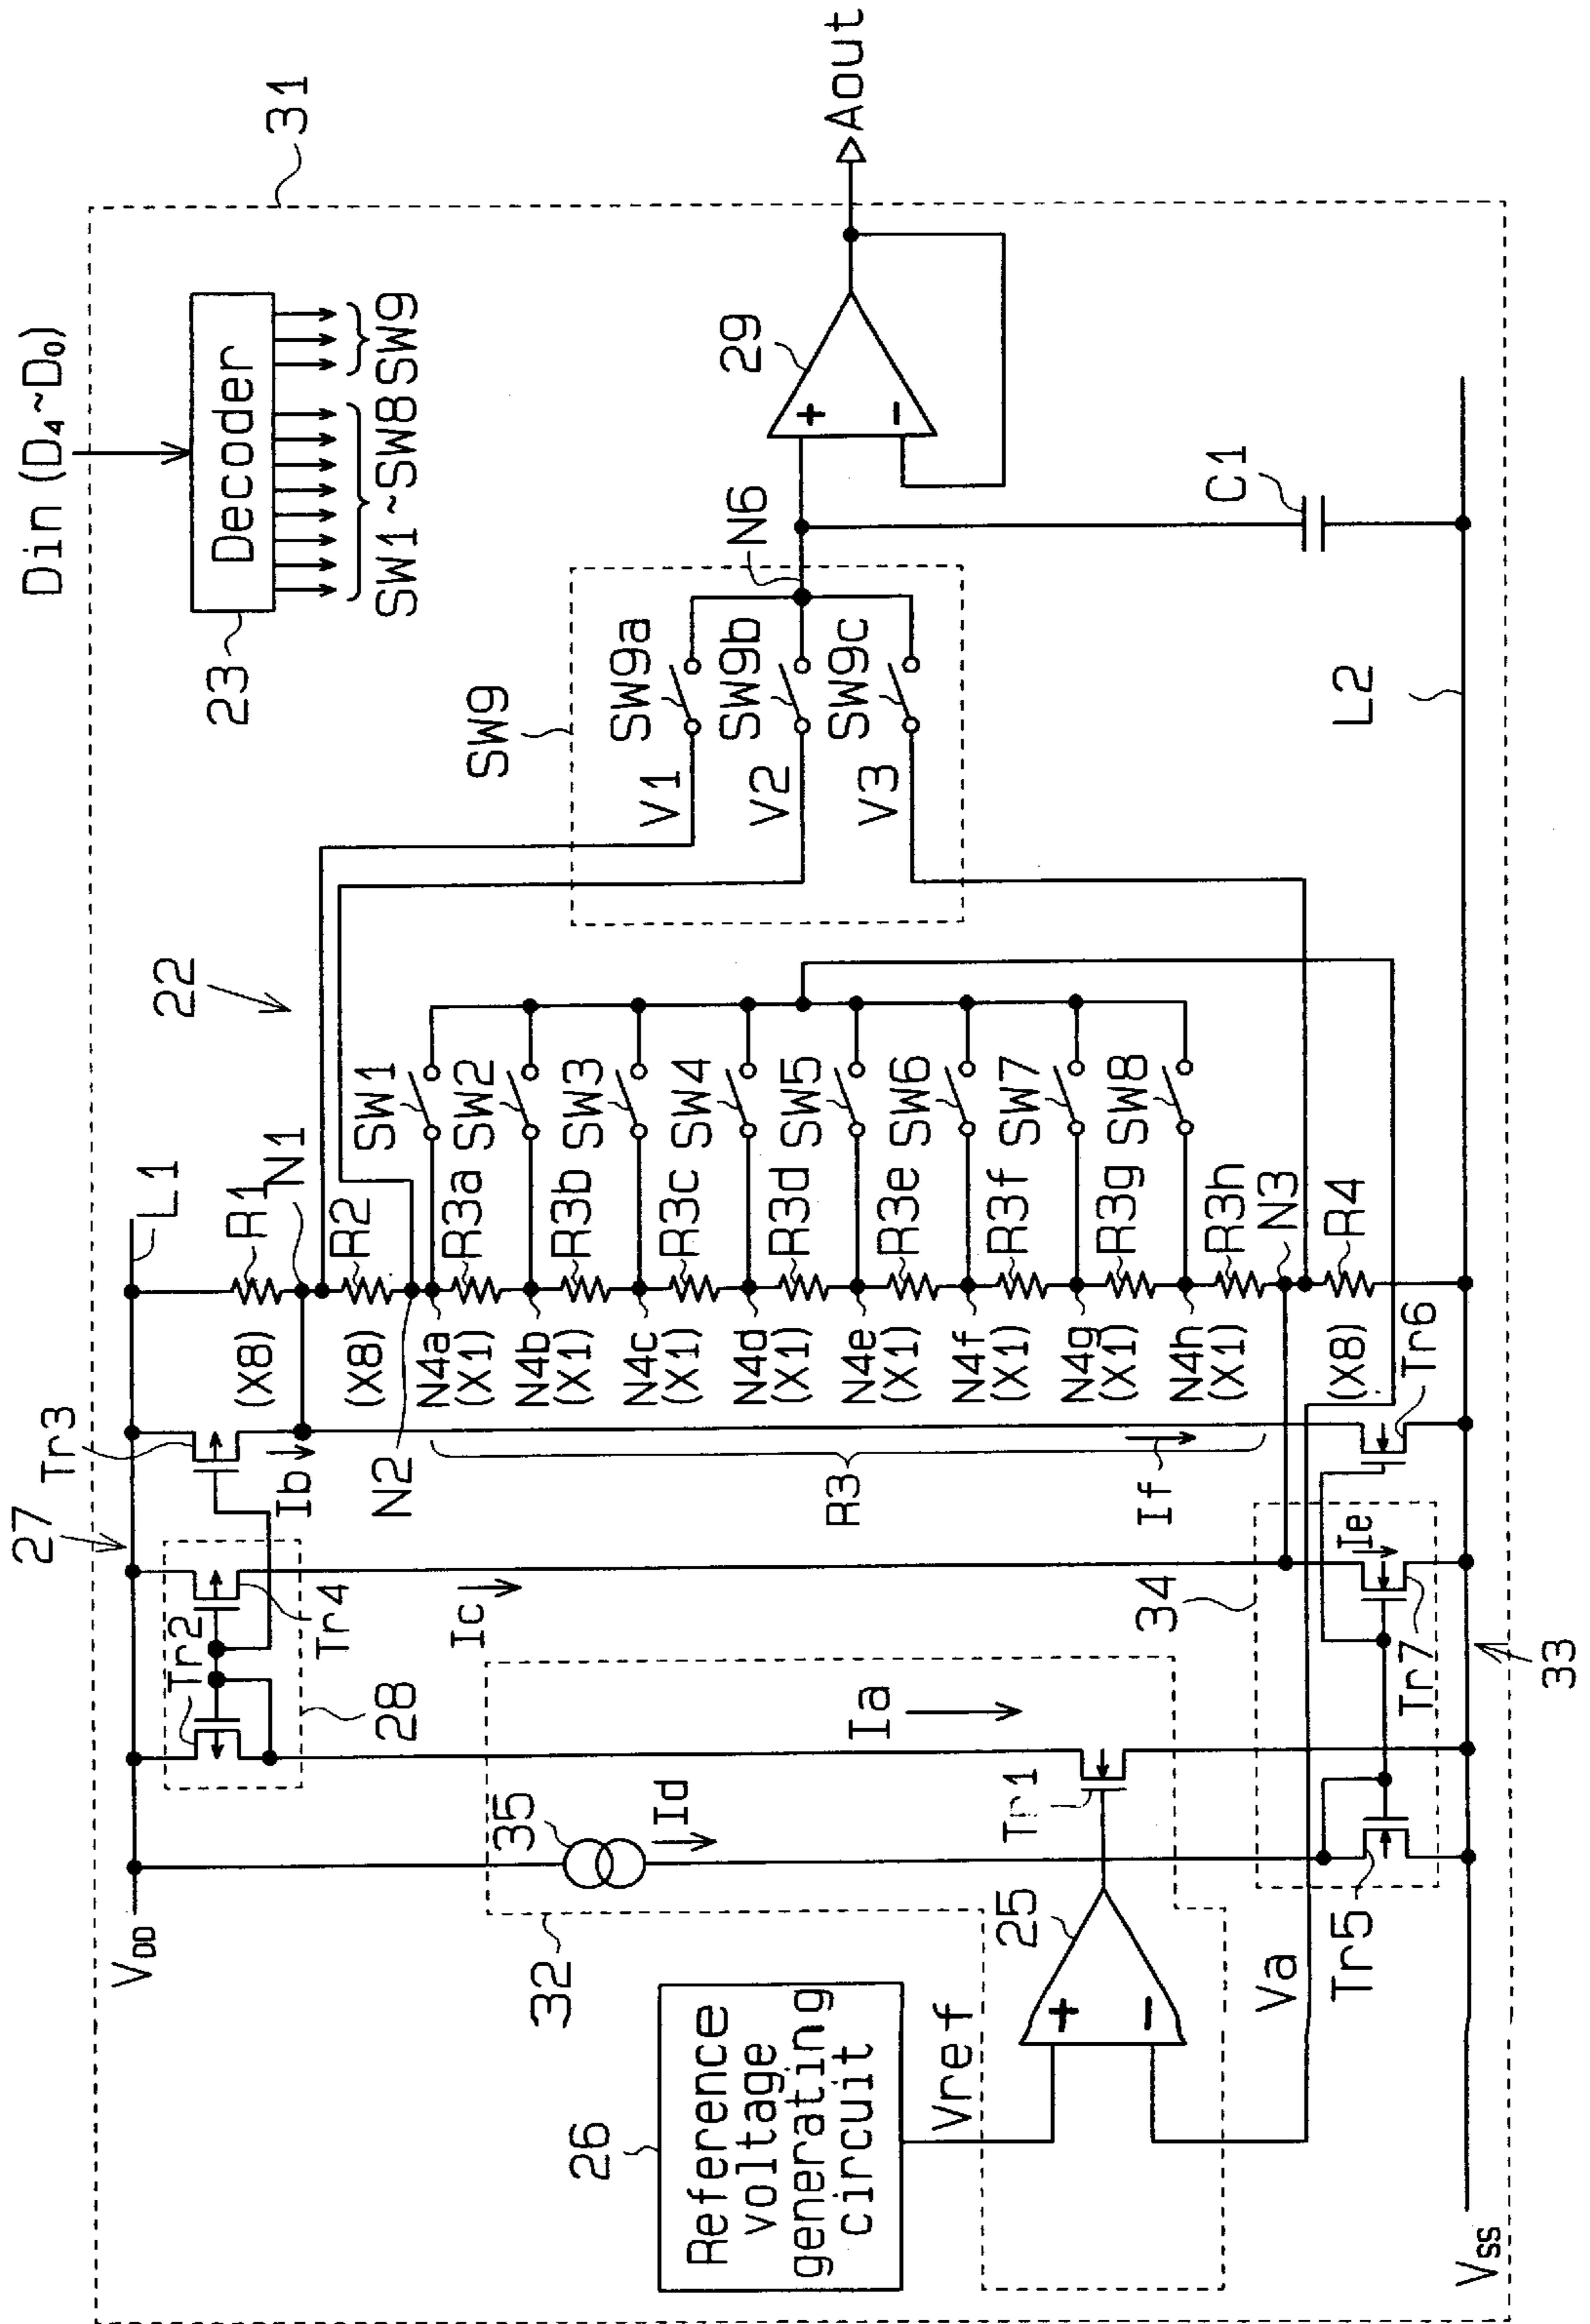 Din (D₄~D₀)
31
Decoder
23
SW1 ~SW8
SW9
Aout
29
+
−
N6
C1
L2
SW9
SW9a
SW9b
SW9c
V1
V2
V3
22
SW1
SW2
SW3
SW4
SW5
SW6
SW7
SW8
L1
R1
N1
R2
R3a
R3b
R3c
R3d
R3e
R3f
R3g
R3h
N3
R4
(X8)
(X8)
N4a
(X1)
N4b
(X1)
N4c
(X1)
N4d
(X1)
N4e
(X1)
N4f
(X1)
N4g
(X1)
N4h
(X1)
(X8)
Tr6
Tr3
Ib
N2
R3
If
27
Tr2
Tr4
28
Ic
34
Ie
Tr7
33
Ia
Id
35
Tr1
VDD
32
25
+
−
Va
Tr5
26
Reference
voltage
generating
circuit
Vref
VSS